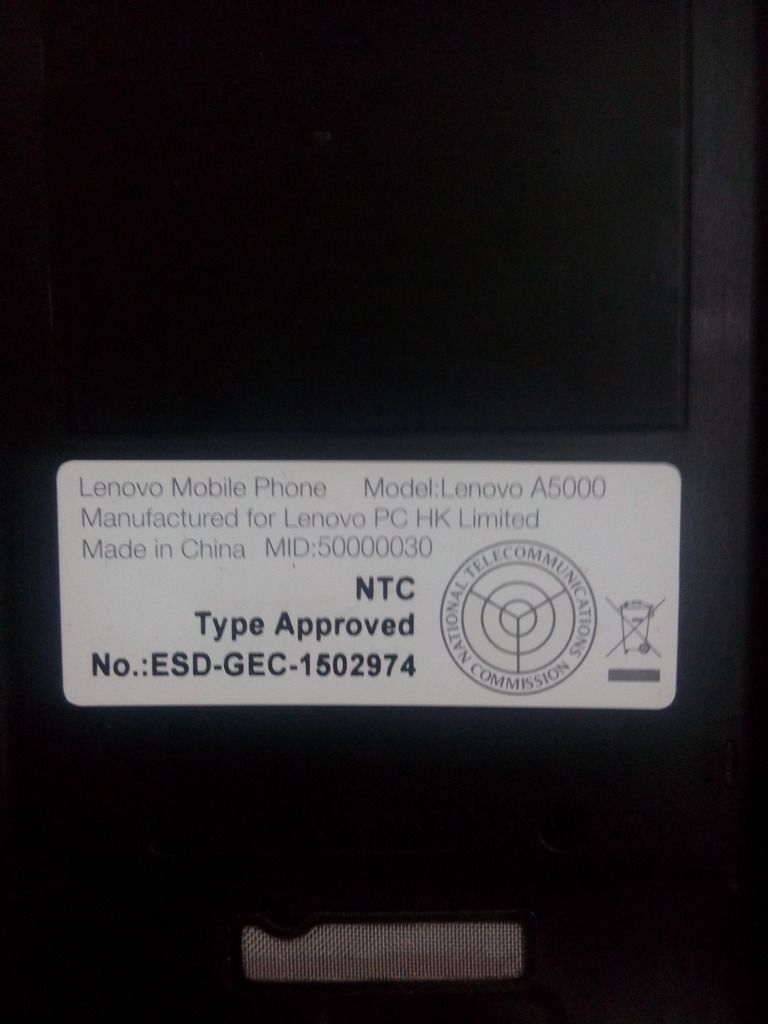 Lenovo Mobile Phone Model:Lenovo A5000
Manufactured for Lenovo PC HK Limited
Made in China MID:50000030
NTC
Type Approved
No.:ESD-GEC-1502974
NATIONAL TELECOMMUNICATIONS
COMMISSION